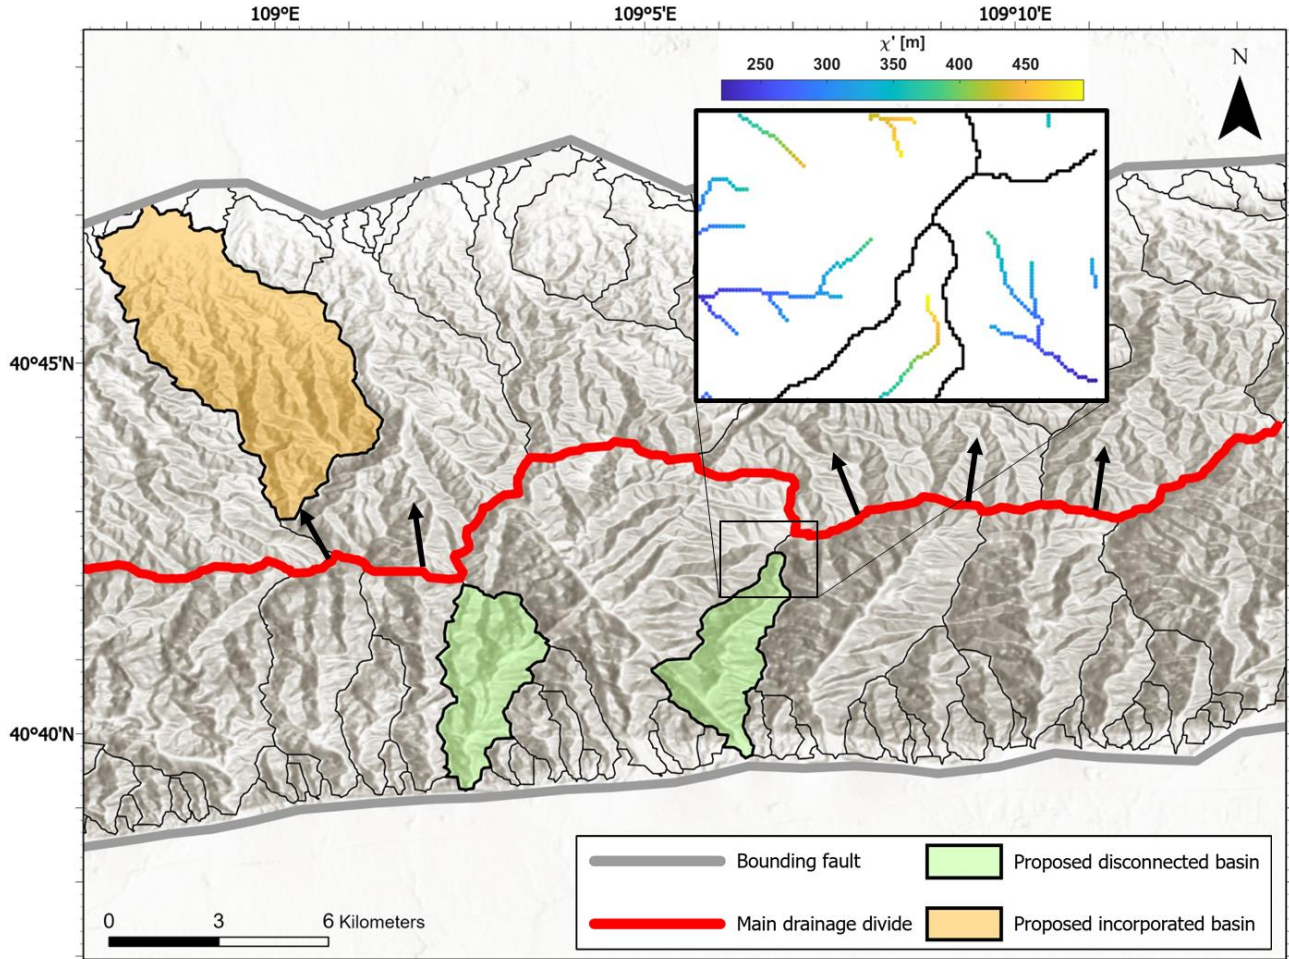 109°E
109°5'E
109°10'E
χ' [m]
250
300
350
400
450
N
40°45'N
40°40'N
0
3
6 Kilometers
Bounding fault
Proposed disconnected basin
Main drainage divide
Proposed incorporated basin